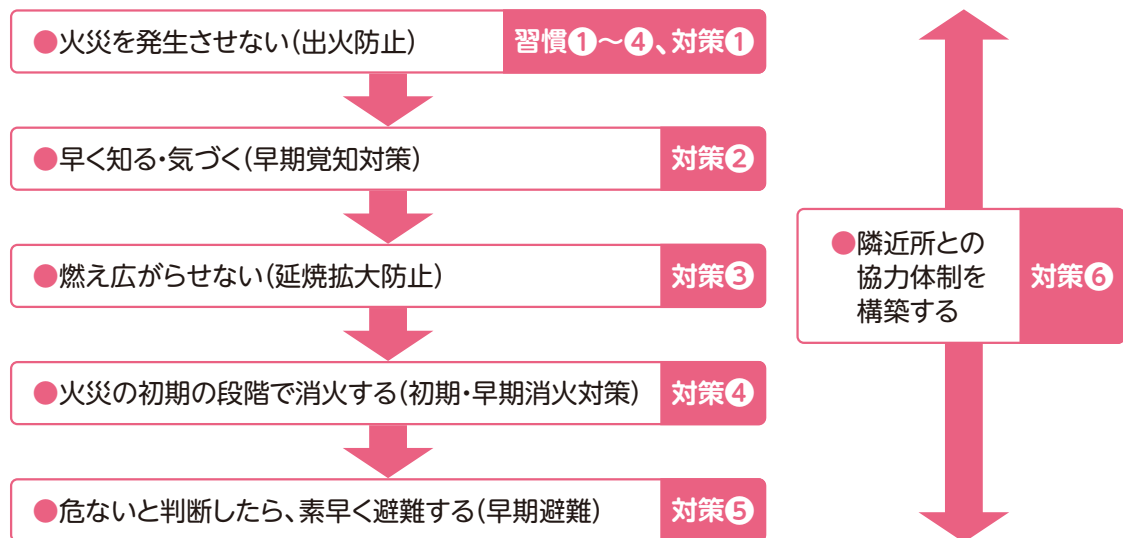 ●火災を発生させない(出火防止) 習慣❶〜❹、対策❶
●早く知る・気づく(早期覚知対策) 対策❷
●燃え広がらせない(延焼拡大防止) 対策❸
●火災の初期の段階で消火する(初期・早期消火対策) 対策❹
●危ないと判断したら、素早く避難する(早期避難) 対策❺
●隣近所との
協力体制を
構築する
対策❻